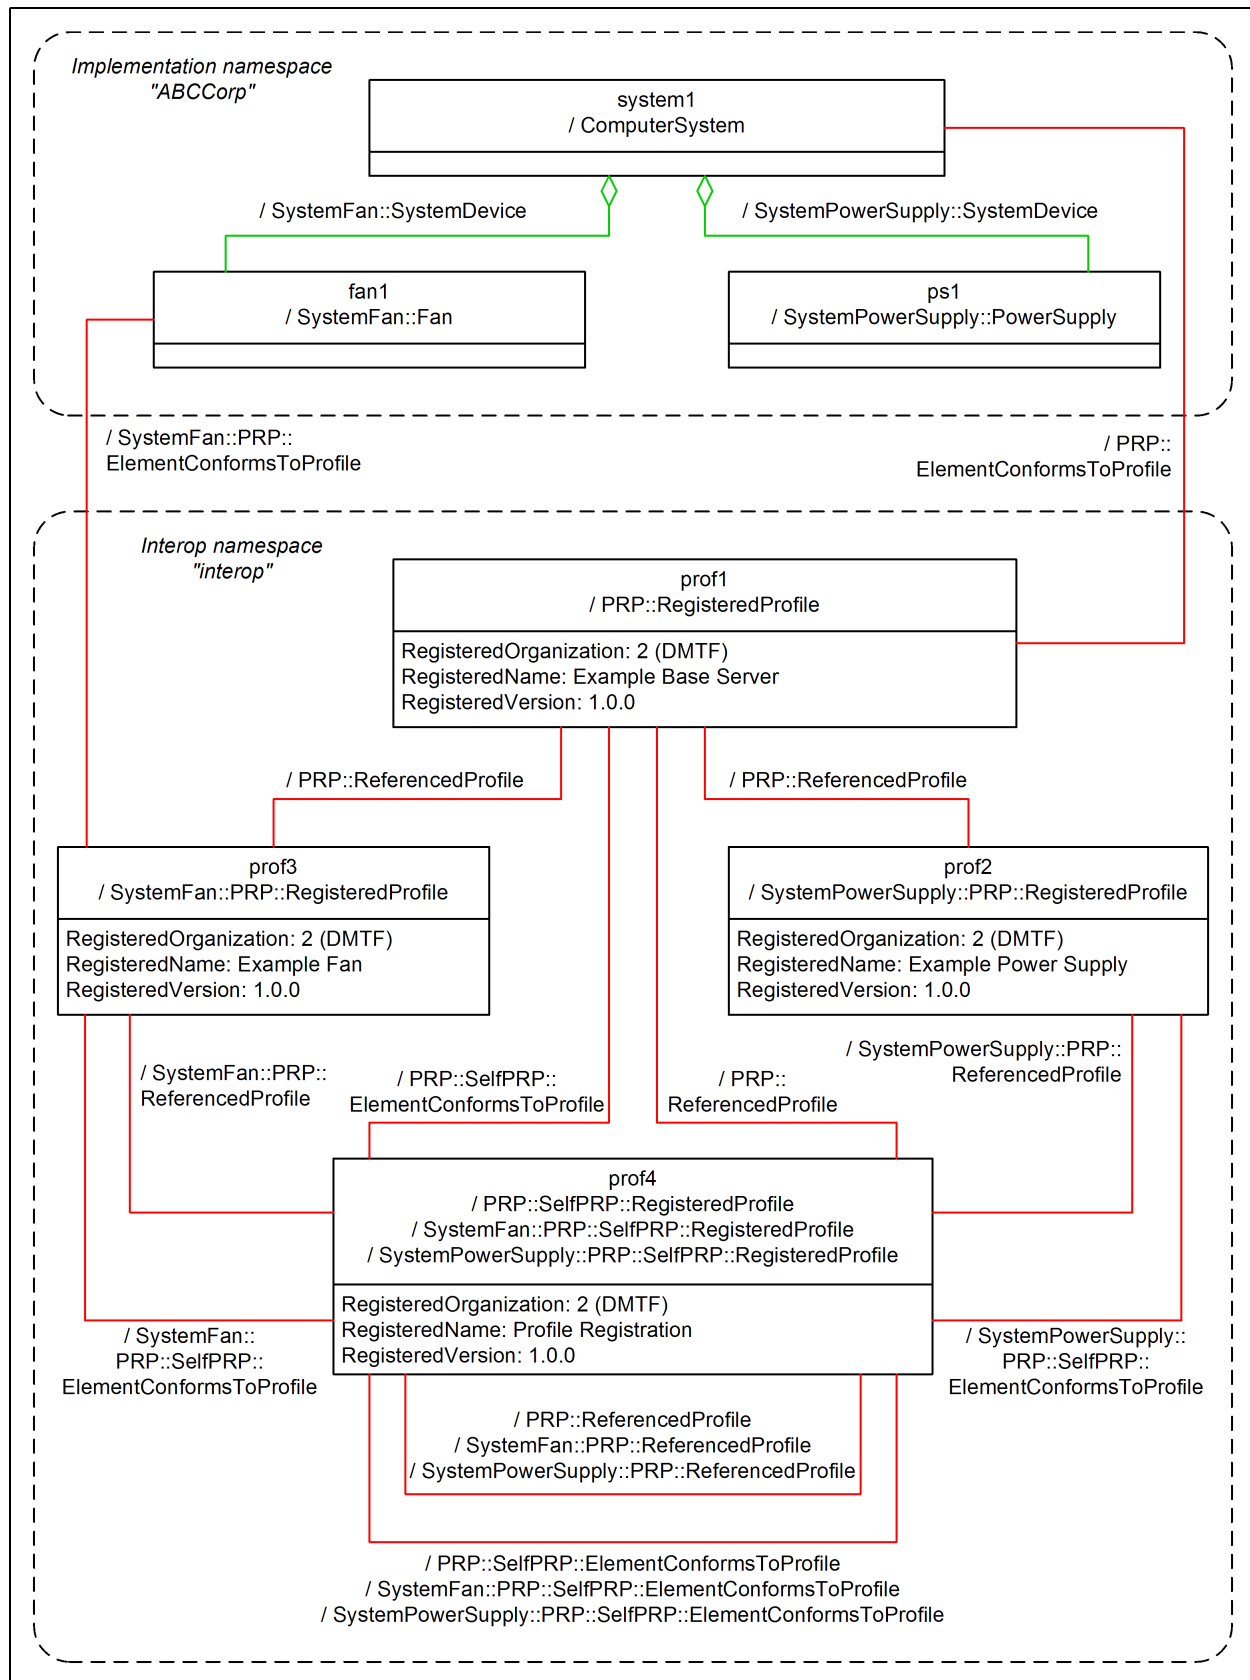 Implementation namespace
"ABCCorp"
system1
/ ComputerSystem
/ SystemFan::SystemDevice
/ SystemPowerSupply::SystemDevice
fan1
/ SystemFan::Fan
ps1
/ SystemPowerSupply::PowerSupply
/ SystemFan::PRP::
ElementConformsToProfile
/ PRP::
ElementConformsToProfile
Interop namespace
"interop"
prof1
/ PRP::RegisteredProfile
RegisteredOrganization: 2 (DMTF)
RegisteredName: Example Base Server
RegisteredVersion: 1.0.0
/ PRP::ReferencedProfile
/ PRP::ReferencedProfile
prof3
/ SystemFan::PRP::RegisteredProfile
RegisteredOrganization: 2 (DMTF)
RegisteredName: Example Fan
RegisteredVersion: 1.0.0
prof2
/ SystemPowerSupply::PRP::RegisteredProfile
RegisteredOrganization: 2 (DMTF)
RegisteredName: Example Power Supply
RegisteredVersion: 1.0.0
/ SystemFan::PRP::
ReferencedProfile
/ PRP::SelfPRP::
ElementConformsToProfile
/ PRP::
ReferencedProfile
/ SystemPowerSupply::PRP::
ReferencedProfile
prof4
/ PRP::SelfPRP::RegisteredProfile
/ SystemFan::PRP::SelfPRP::RegisteredProfile
/ SystemPowerSupply::PRP::SelfPRP::RegisteredProfile
RegisteredOrganization: 2 (DMTF)
RegisteredName: Profile Registration
RegisteredVersion: 1.0.0
/ SystemFan::
PRP::SelfPRP::
ElementConformsToProfile
/ SystemPowerSupply::
PRP::SelfPRP::
ElementConformsToProfile
/ PRP::ReferencedProfile
/ SystemFan::PRP::ReferencedProfile
/ SystemPowerSupply::PRP::ReferencedProfile
/ PRP::SelfPRP::ElementConformsToProfile
/ SystemFan::PRP::SelfPRP::ElementConformsToProfile
/ SystemPowerSupply::PRP::SelfPRP::ElementConformsToProfile